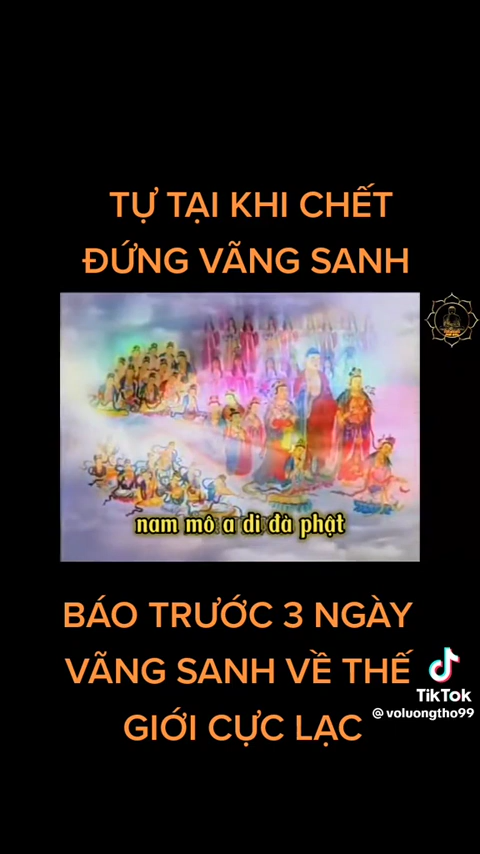 TỰ TẠI KHI CHẾT
ĐỨNG VÃNG SANH
nam mô a di đà phật
BÁO TRƯỚC 3 NGÀY
VÃNG SANH VỀ THẾ
GIỚI CỰC LẠC
TikTok
@voluongtho99